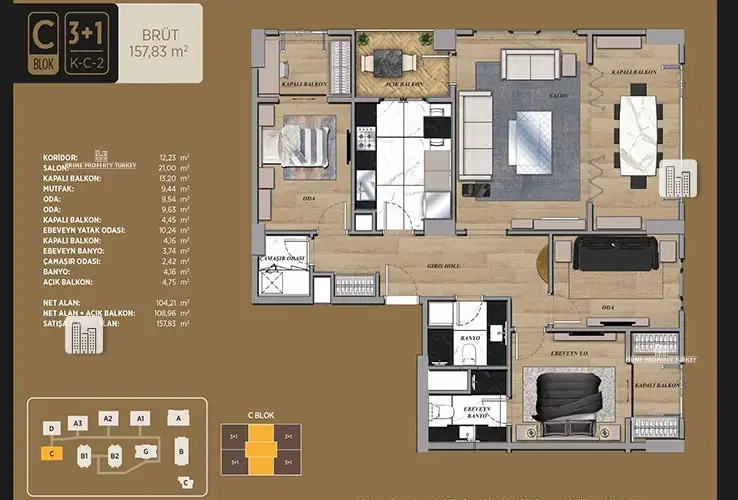 C
BLOK
3+1
K-C-2
BRÜT
157,83 m²
KORİDOR: 12,23 m²
PRIME PROPERTY TURKEY
SALON: 21,00 m²
KAPALI BALKON: 13,20 m²
MUTFAK: 9,44 m²
ODA: 9,54 m²
ODA: 9,63 m²
KAPALI BALKON: 4,45 m²
EBEVEYN YATAK ODASI: 10,24 m²
KAPALI BALKON: 4,16 m²
EBEVEYN BANYO: 3,74 m²
ÇAMAŞIR ODASI: 2,42 m²
BANYO: 4,16 m²
AÇIK BALKON: 4,75 m²
NET ALAN: 104,21 m²
NET ALAN + AÇIK BALKON: 108,96 m²
SATIŞA ALAN: 157,83 m²
KAPALI BALKON
AÇIK BALKON
SALON
KAPALI BALKON
ODA
ÇAMAŞIR ODASI
GIRIS HOLU
ODA
BANYO
EBEVEYN Y.O.
PRIME PROPERTY TURKEY
KAPALI BALKON
EBEVEYN
BANYO
D
A3
A2
A1
A
C
B1
B2
G
B
C
C BLOK
3+1
3+1
3+1
3+1